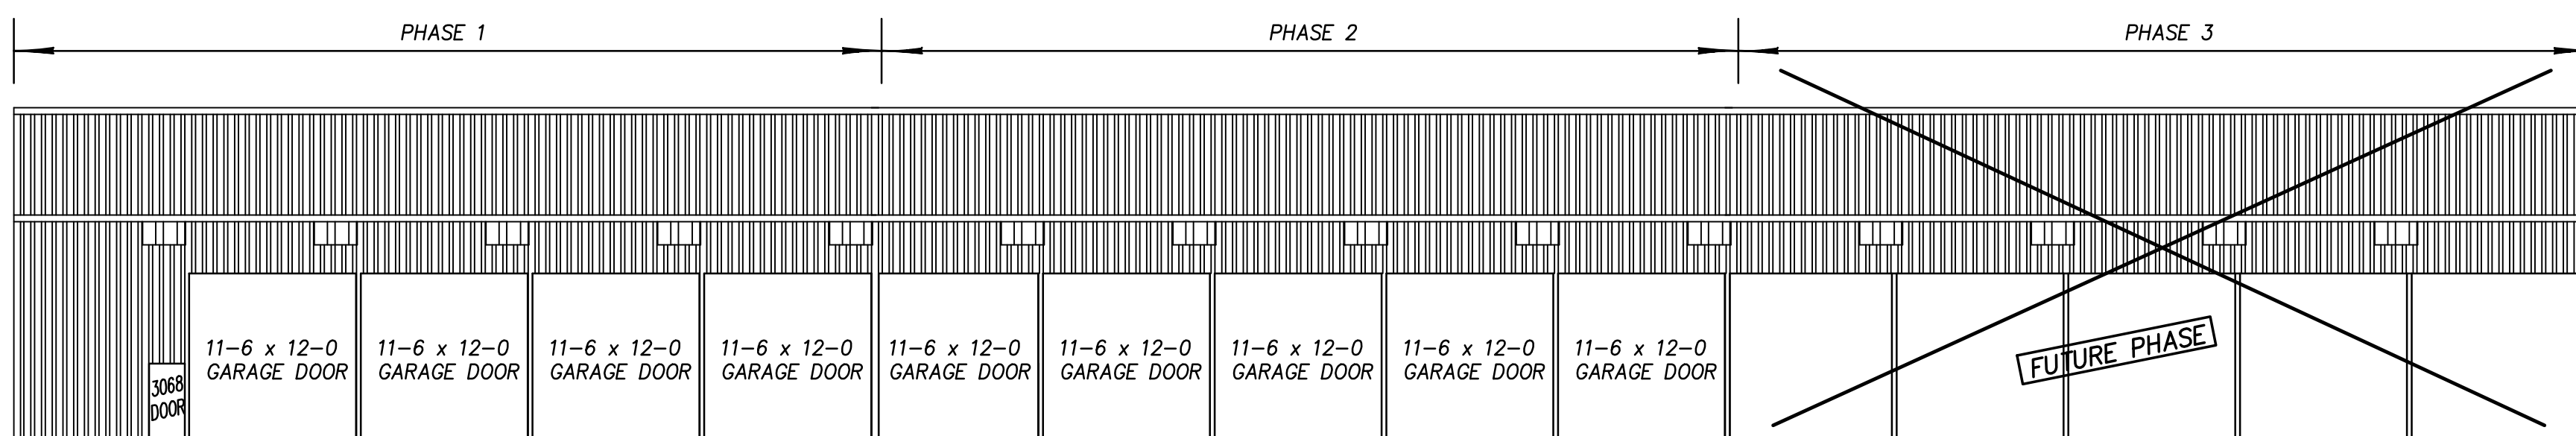 PHASE 1
PHASE 2
PHASE 3
11-6 x 12-0
GARAGE DOOR
11-6 x 12-0
GARAGE DOOR
11-6 x 12-0
GARAGE DOOR
11-6 x 12-0
GARAGE DOOR
11-6 x 12-0
GARAGE DOOR
11-6 x 12-0
GARAGE DOOR
11-6 x 12-0
GARAGE DOOR
11-6 x 12-0
GARAGE DOOR
11-6 x 12-0
GARAGE DOOR
FUTURE PHASE
3068
DOOR